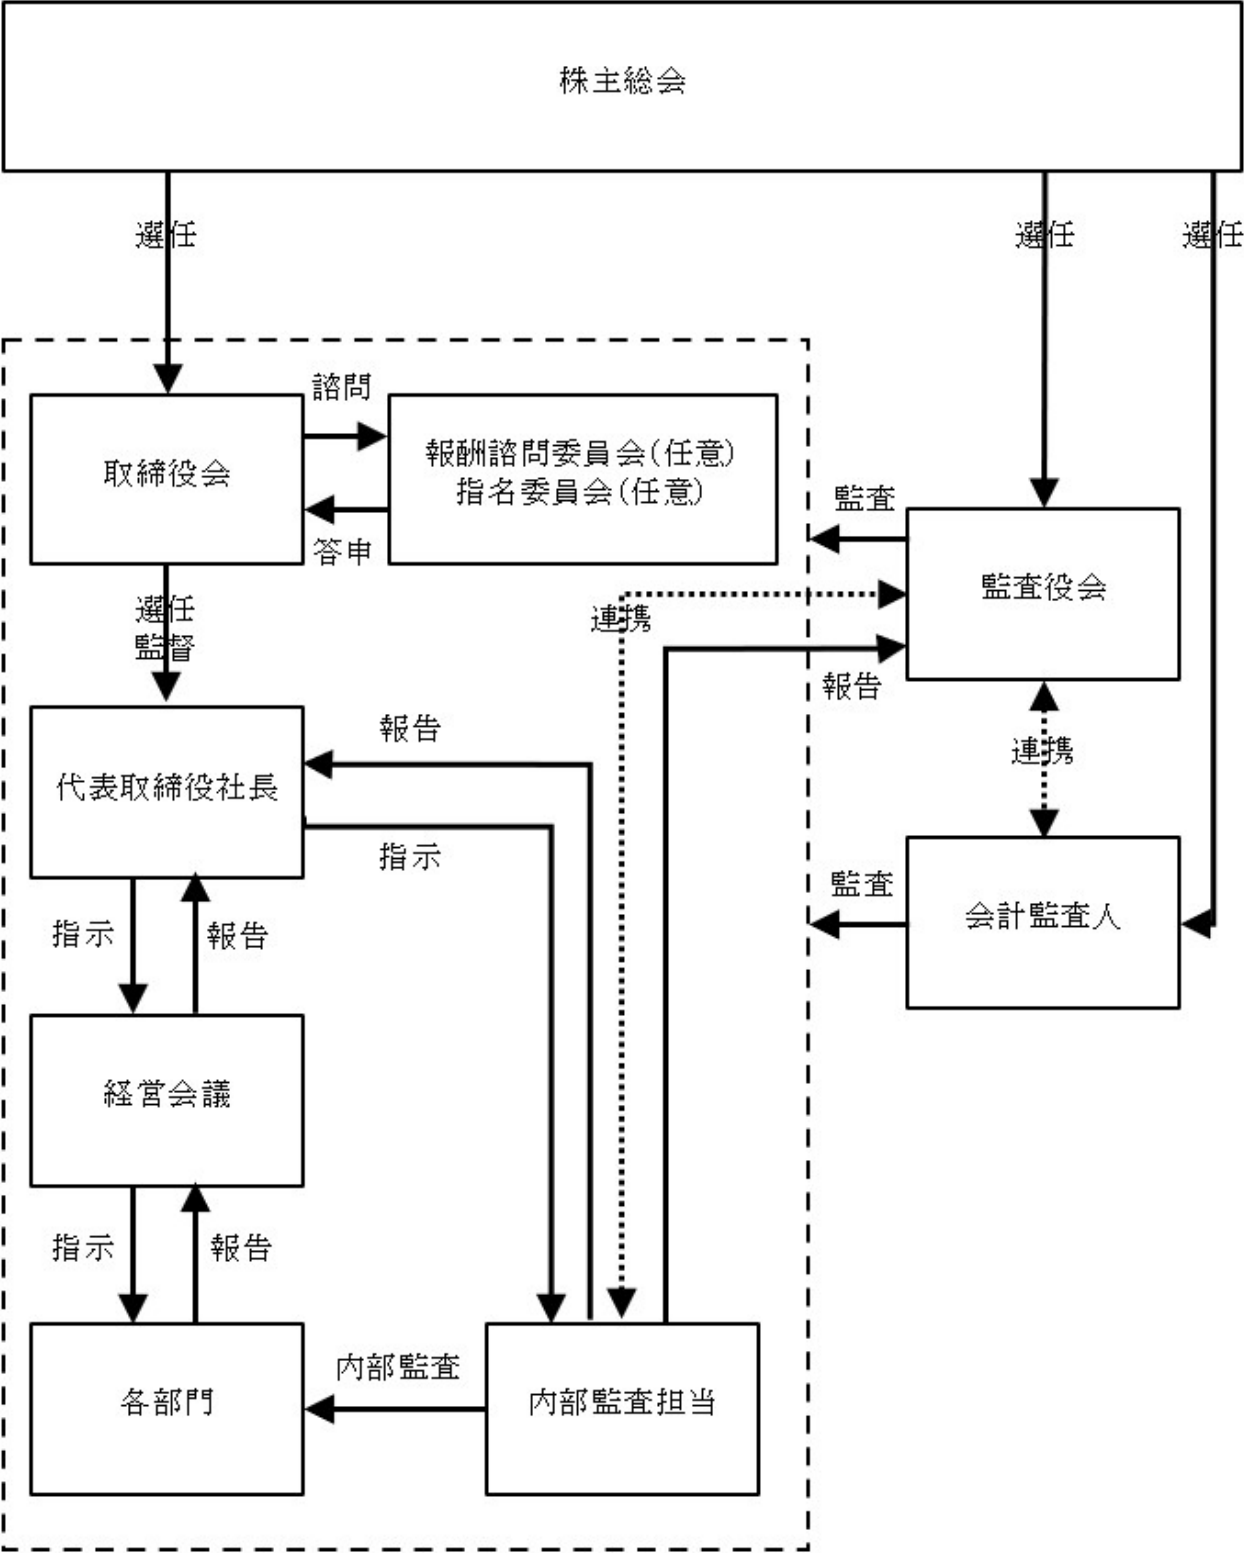 株主総会
選任
選任
選任
諮問
取締役会
報酬諮問委員会(任意)
指名委員会(任意)
答申
監査
監査役会
選任
監督
連携
報告
報告
代表取締役社長
指示
連携
監査
会計監査人
指示
報告
経営会議
指示
報告
内部監査
各部門
内部監査担当